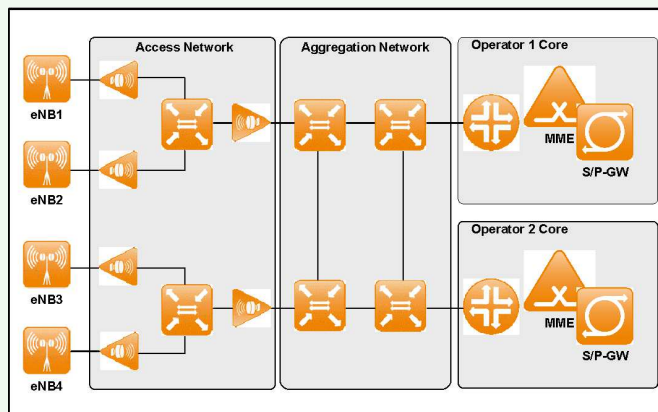 Access Network
Aggregation Network
Operator 1 Core
eNB1
MME
S/P-GW
eNB2
Operator 2 Core
eNB3
MME
S/P-GW
eNB4